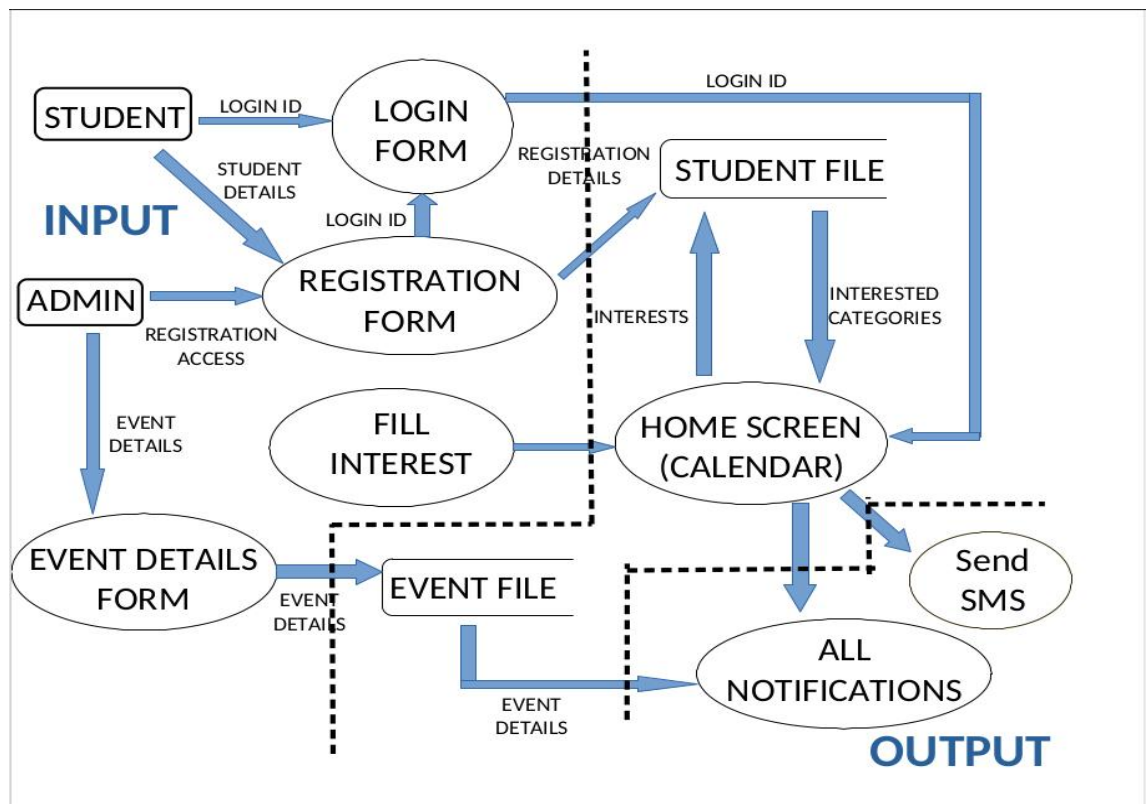 LOGIN ID
STUDENT
LOGIN ID
LOGIN
FORM
REGISTRATION
DETAILS
STUDENT FILE
STUDENT
DETAILS
INPUT
LOGIN ID
ADMIN
REGISTRATION
FORM
REGISTRATION
ACCESS
INTERESTS
INTERESTED
CATEGORIES
EVENT
DETAILS
FILL
INTEREST
HOME SCREEN
(CALENDAR)
EVENT DETAILS
FORM
EVENT
DETAILS
EVENT FILE
Send
SMS
ALL
NOTIFICATIONS
EVENT
DETAILS
OUTPUT